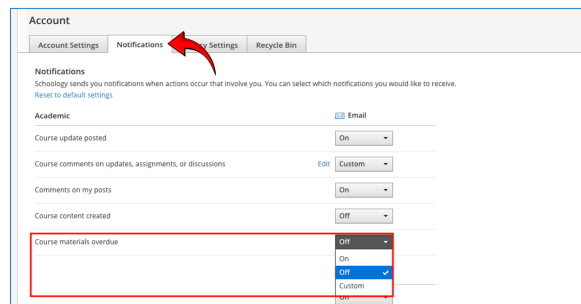 Account
Account Settings Notifications Settings Recycle Bin
Notifications
Schoology sends you notifications when actions occur that involve you. You can select which notifications you would like to receive.
Reset to default settings
Academic Email
Course update posted On
Course comments on updates, assignments, or discussions Edit Custom
Comments on my posts On
Course content created Off
Course materials overdue Off
On
Off
Custom
On